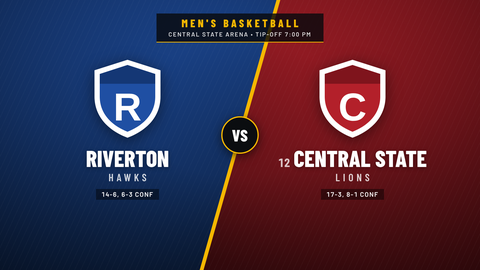 MEN'S BASKETBALL
CENTRAL STATE ARENA • TIP-OFF 7:00 PM
R
C
VS
RIVERTON
HAWKS
14-6, 6-3 CONF
12 CENTRAL STATE
LIONS
17-3, 8-1 CONF